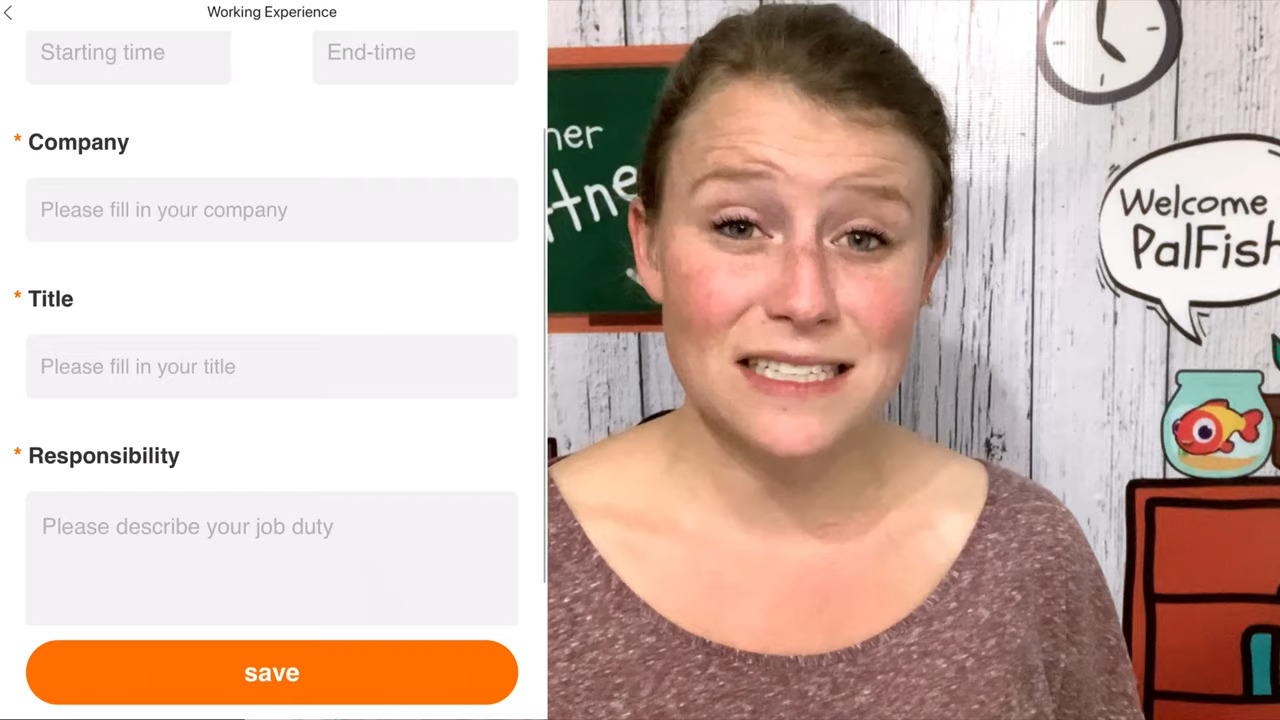 Working Experience
Starting time
End-time
* Company
Please fill in your company
* Title
Please fill in your title
* Responsibility
Please describe your job duty
save
Welcome
PalFish